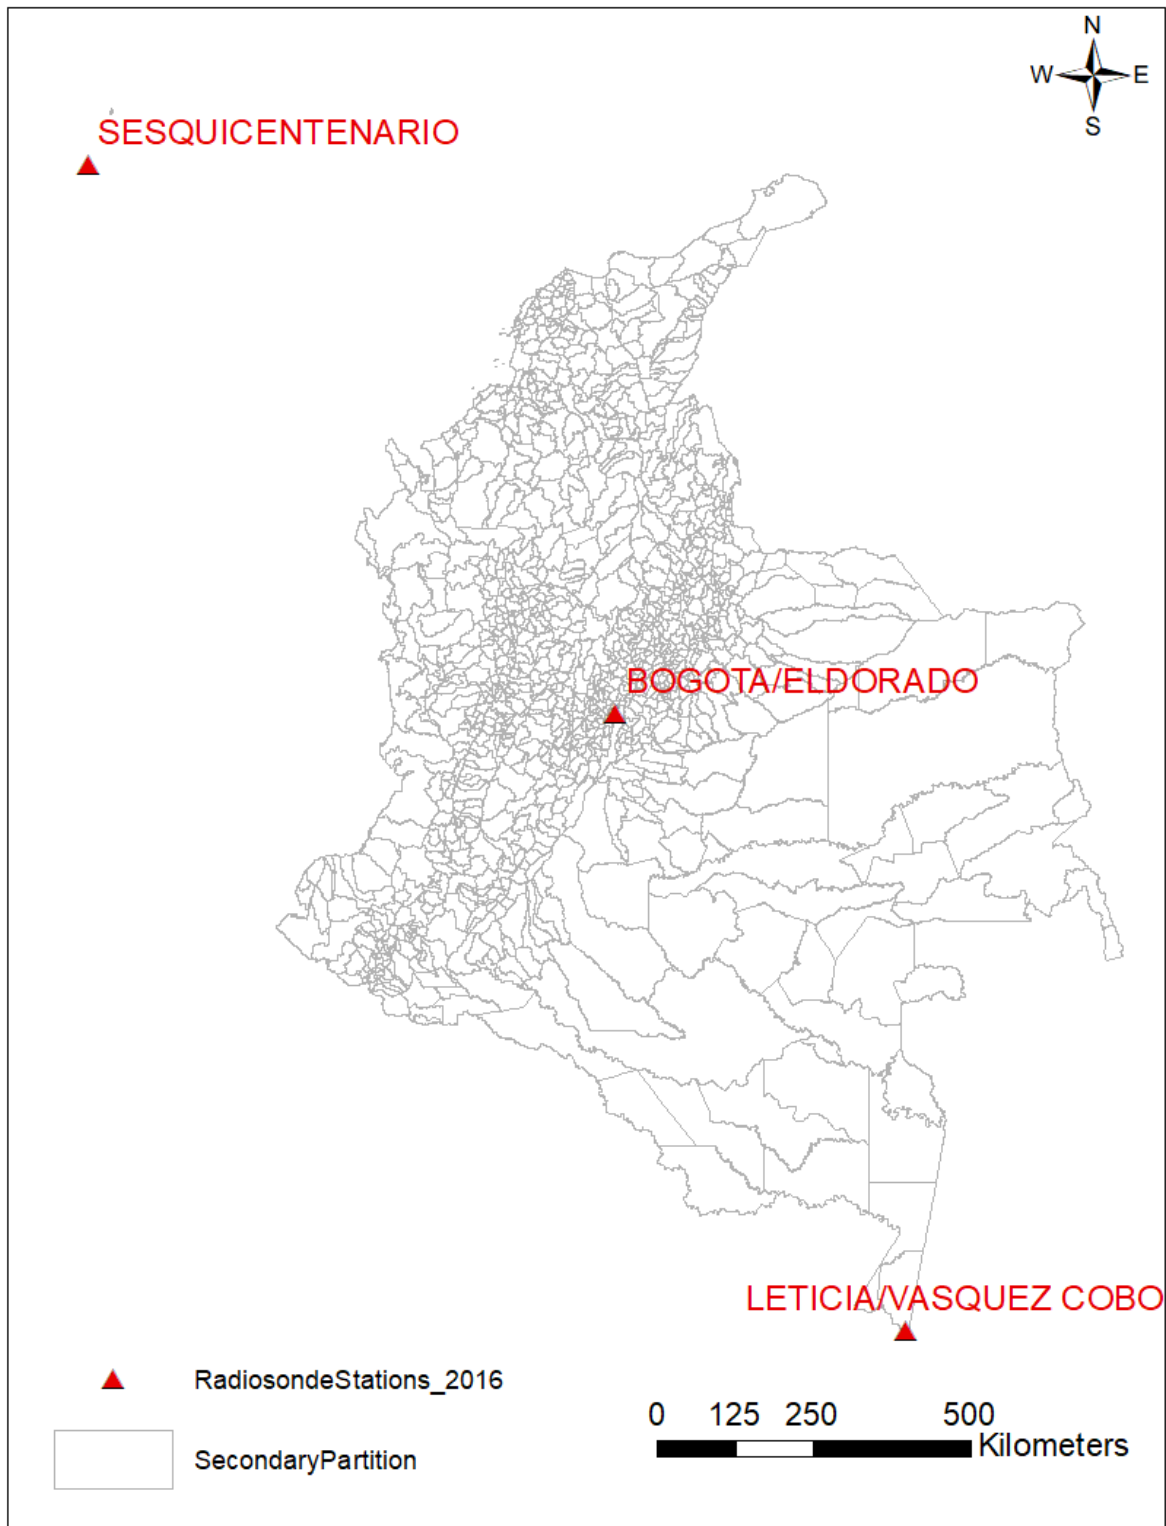 N
W E
S
SESQUICENTENARIO
BOGOTA/ELDORADO
LETICIA/VASQUEZ COBO
RadiosondeStations_2016
SecondaryPartition
0 125 250 500
Kilometers